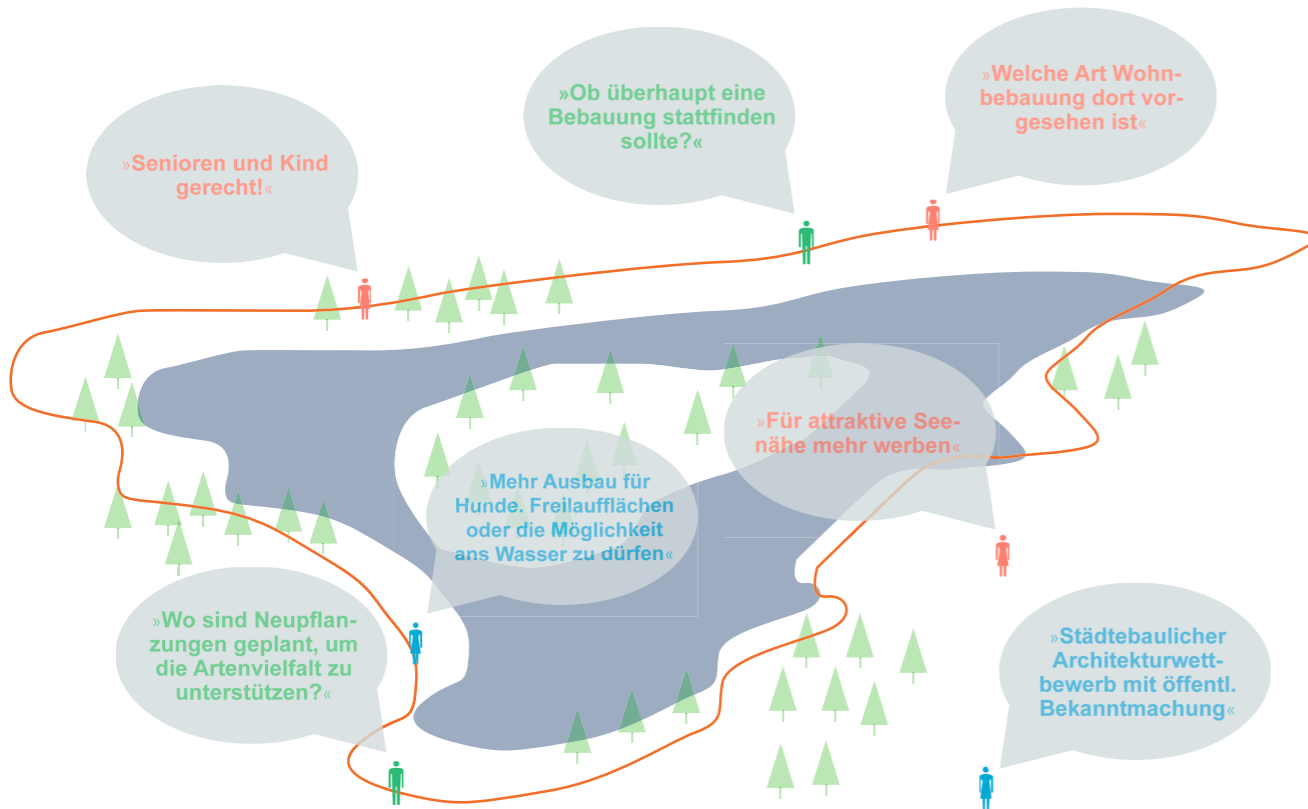 »Welche Art Wohn-
bebauung dort vor-
gesehen ist«
»Ob überhaupt eine
Bebauung stattfinden
sollte?«
»Senioren und Kind
gerecht!«
»Für attraktive See-
nähe mehr werben«
»Mehr Ausbau für
Hunde. Freilaufflächen
oder die Möglichkeit
ans Wasser zu dürfen«
»Wo sind Neupflan-
zungen geplant, um
die Artenvielfalt zu
unterstützen?«
»Städtebaulicher
Architekturwett-
bewerb mit öffentl.
Bekanntmachung«